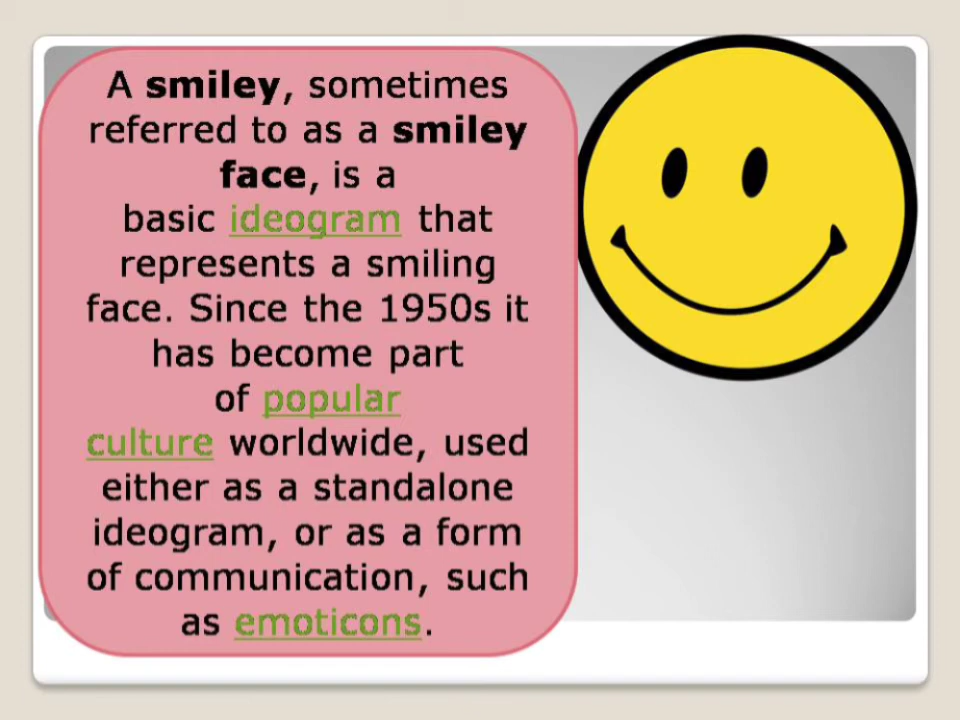 A smiley, sometimes
referred to as a smiley
face, is a
basic ideogram that
represents a smiling
face. Since the 1950s it
has become part
of popular
culture worldwide, used
either as a standalone
ideogram, or as a form
of communication, such
as emoticons.